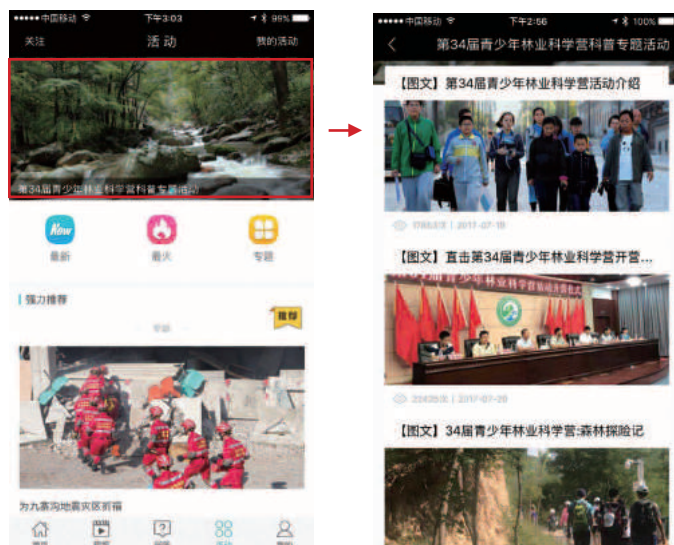 中国移动
下午3:03
99%
关注
活动
我的活动
第34届青少年林业科学营科普专题活动
New
最新
最火
专题
强力推荐
推荐
为九寨沟地震灾区祈福
活动
中国移动
下午2:56
100%
第34届青少年林业科学营科普专题活动
【图文】第34届青少年林业科学营活动介绍
2017-07-19
【图文】直击第34届青少年林业科学营开营...
2017-07-29
【图文】34届青少年林业科学营:森林探险记